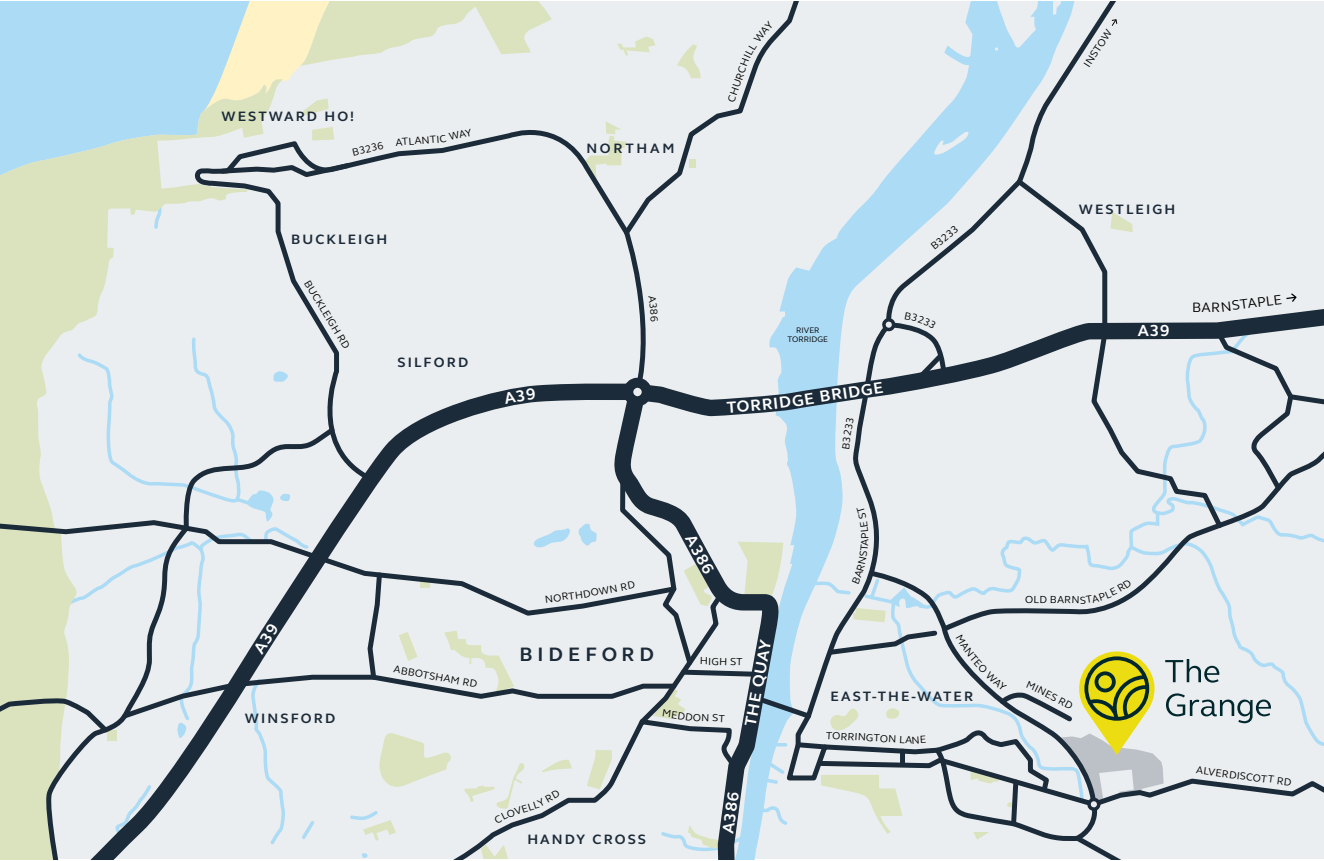 INSTOW →
CHURCHILL WAY
WESTWARD HO!
B3236
ATLANTIC WAY
NORTHAM
WESTLEIGH
BUCKLEIGH
B3233
BUCKLEIGH RD
A386
BARNSTAPLE →
B3233
A39
RIVER
TORRIDGE
SILFORD
A39
TORRIDGE BRIDGE
B3233
BARNSTAPLE ST
A386
NORTHDOWN RD
OLD BARNSTAPLE RD
A39
BIDEFORD
HIGH ST
MANTEO WAY
ABBOTSHAM RD
THE QUAY
EAST-THE-WATER
MINES RD
The
Grange
WINSFORD
MEDDON ST
TORRINGTON LANE
ALVERDISCOTT RD
CLOVELLY RD
A386
HANDY CROSS